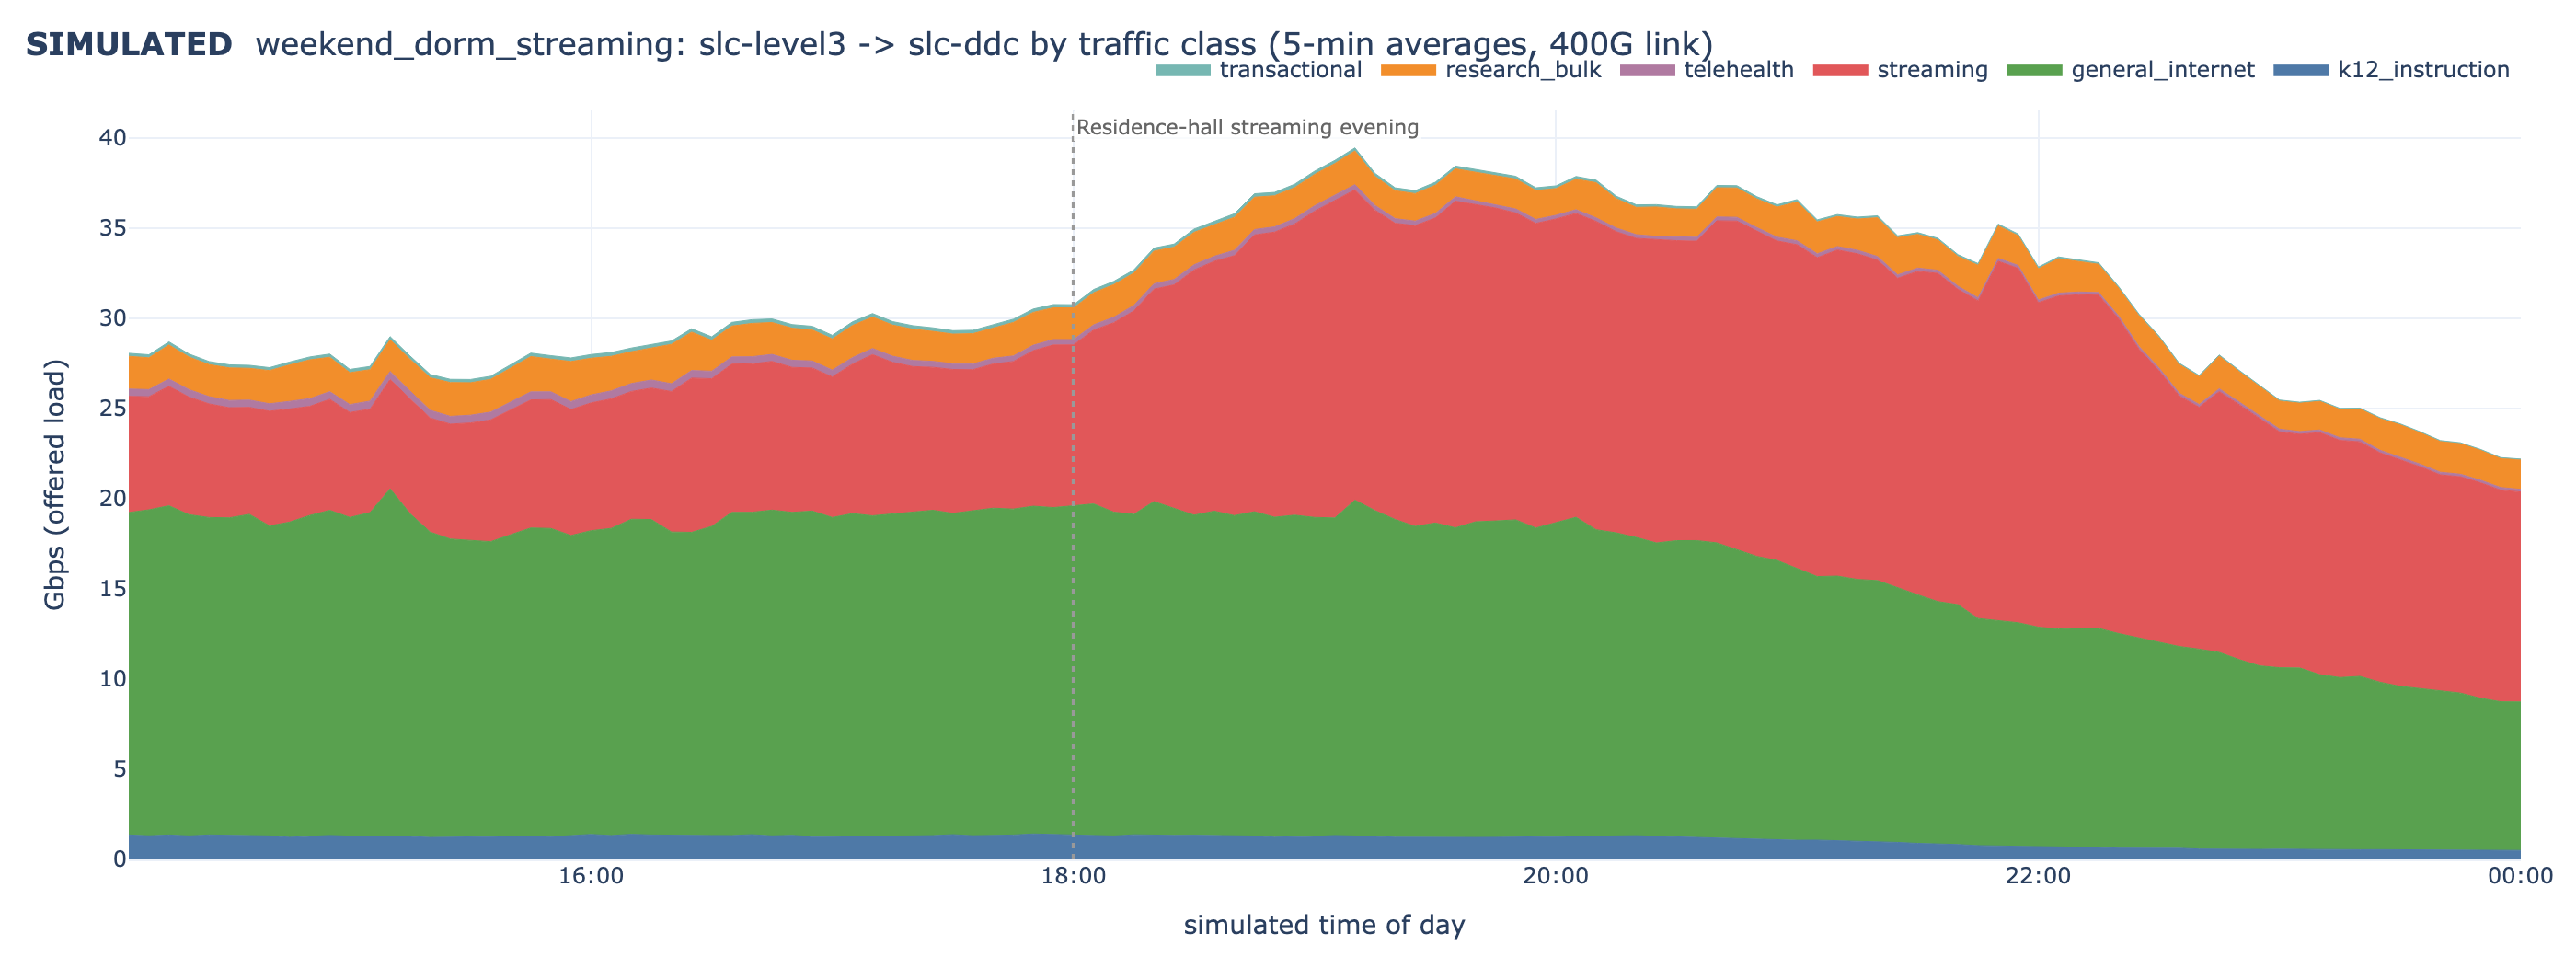 SIMULATED weekend_dorm_streaming: slc-level3 -> slc-ddc by traffic class (5-min averages, 400G link)
transactional research_bulk telehealth streaming general_internet k12_instruction
Residence-hall streaming evening
Gbps (offered load)
40
35
30
25
20
15
10
5
0
16:00 18:00 20:00 22:00 00:00
simulated time of day